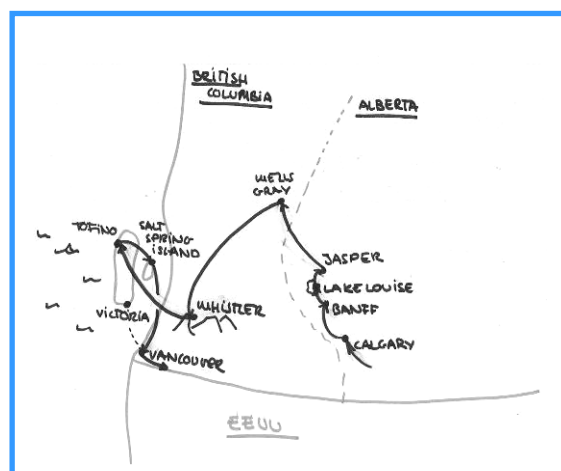 BRITISH
COLUMBIA
ALBERTA
WELLS
GRAY
TOFINO
SALT
SPRING
ISLAND
JASPER
LAKE LOUISE
BANFF
WHISTLER
VICTORIA
CALGARY
VANCOUVER
EEUU